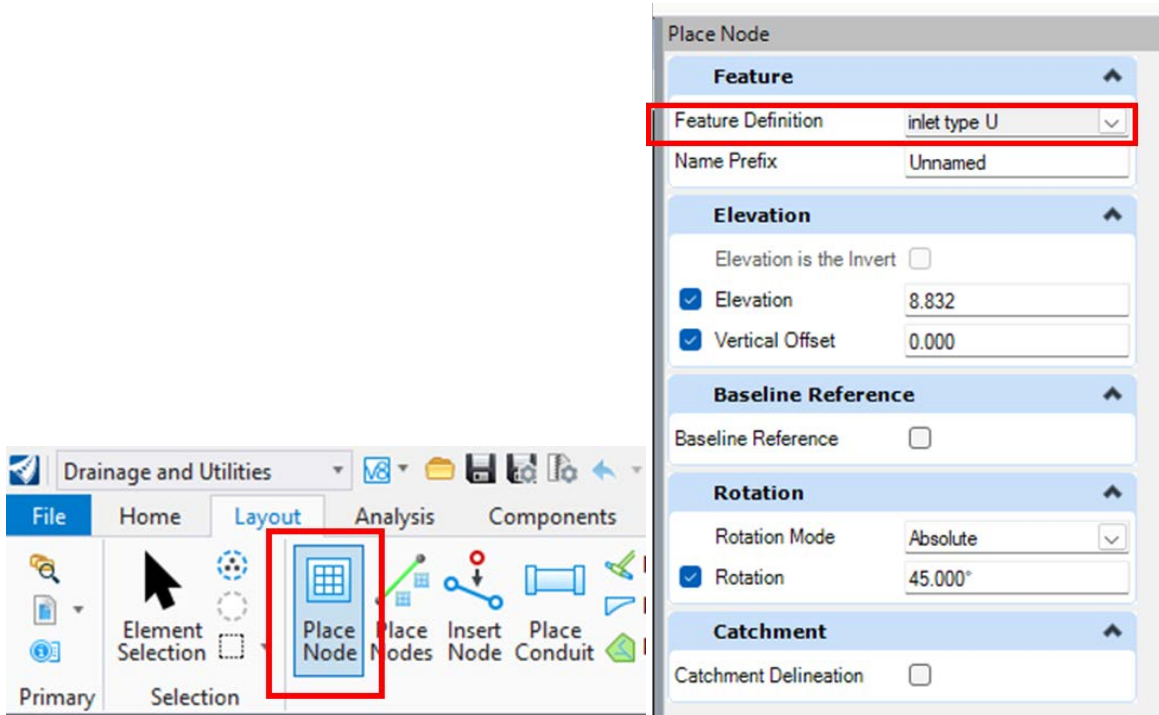 Drainage and Utilities
File Home Layout Analysis Components
Element Selection
Place Node
Place Nodes
Insert Node
Place Conduit
Primary Selection
Place Node
Feature
Feature Definition inlet type U
Name Prefix Unnamed
Elevation
Elevation is the Invert
Elevation 8.832
Vertical Offset 0.000
Baseline Reference
Baseline Reference
Rotation
Rotation Mode Absolute
Rotation 45.000°
Catchment
Catchment Delineation